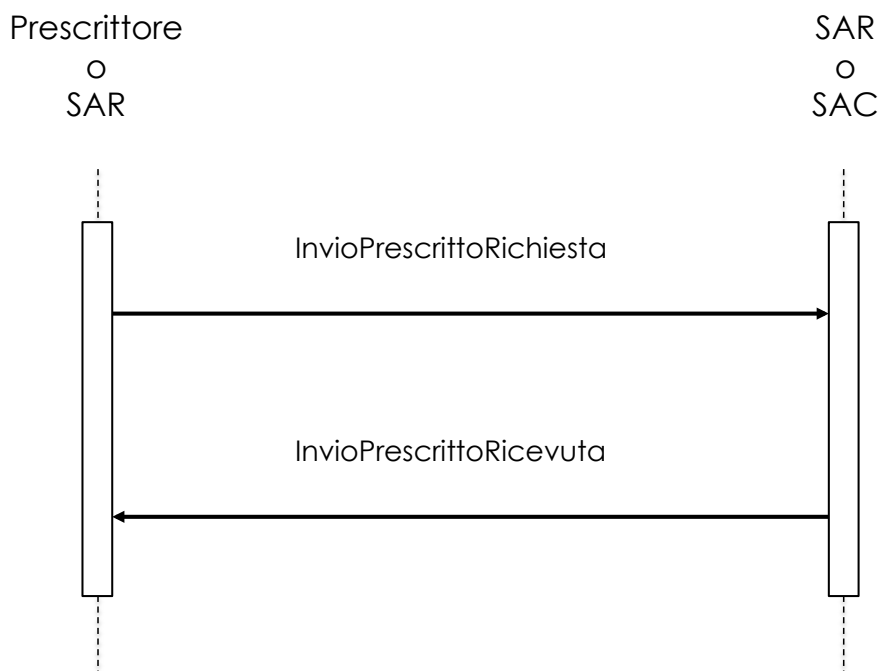 Prescrittore
o
SAR
SAR
o
SAC
InvioPrescrittoRichiesta
InvioPrescrittoRicevuta